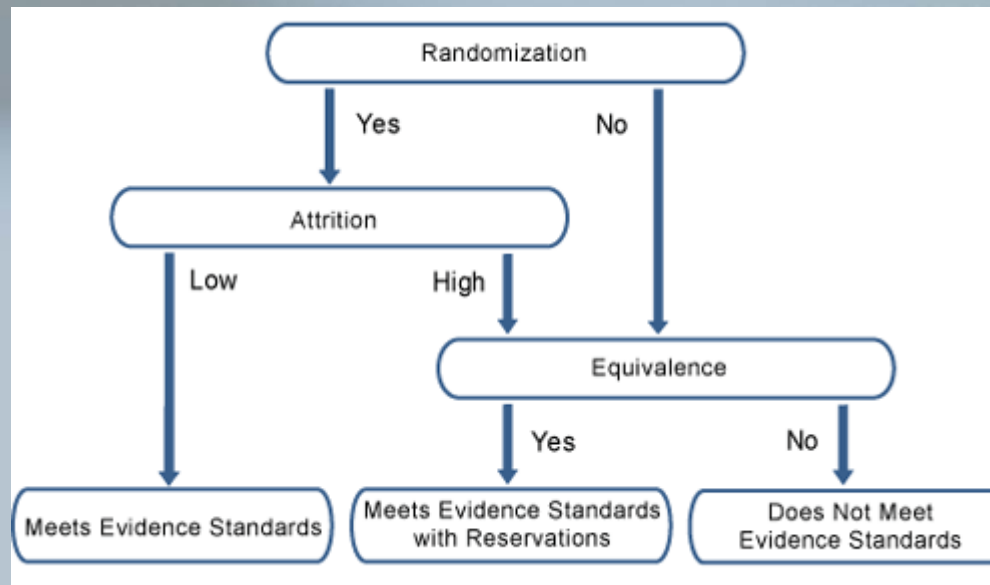 Randomization
Yes
No
Attrition
Low
High
Equivalence
Yes
No
Meets Evidence Standards
Meets Evidence Standards
with Reservations
Does Not Meet
Evidence Standards